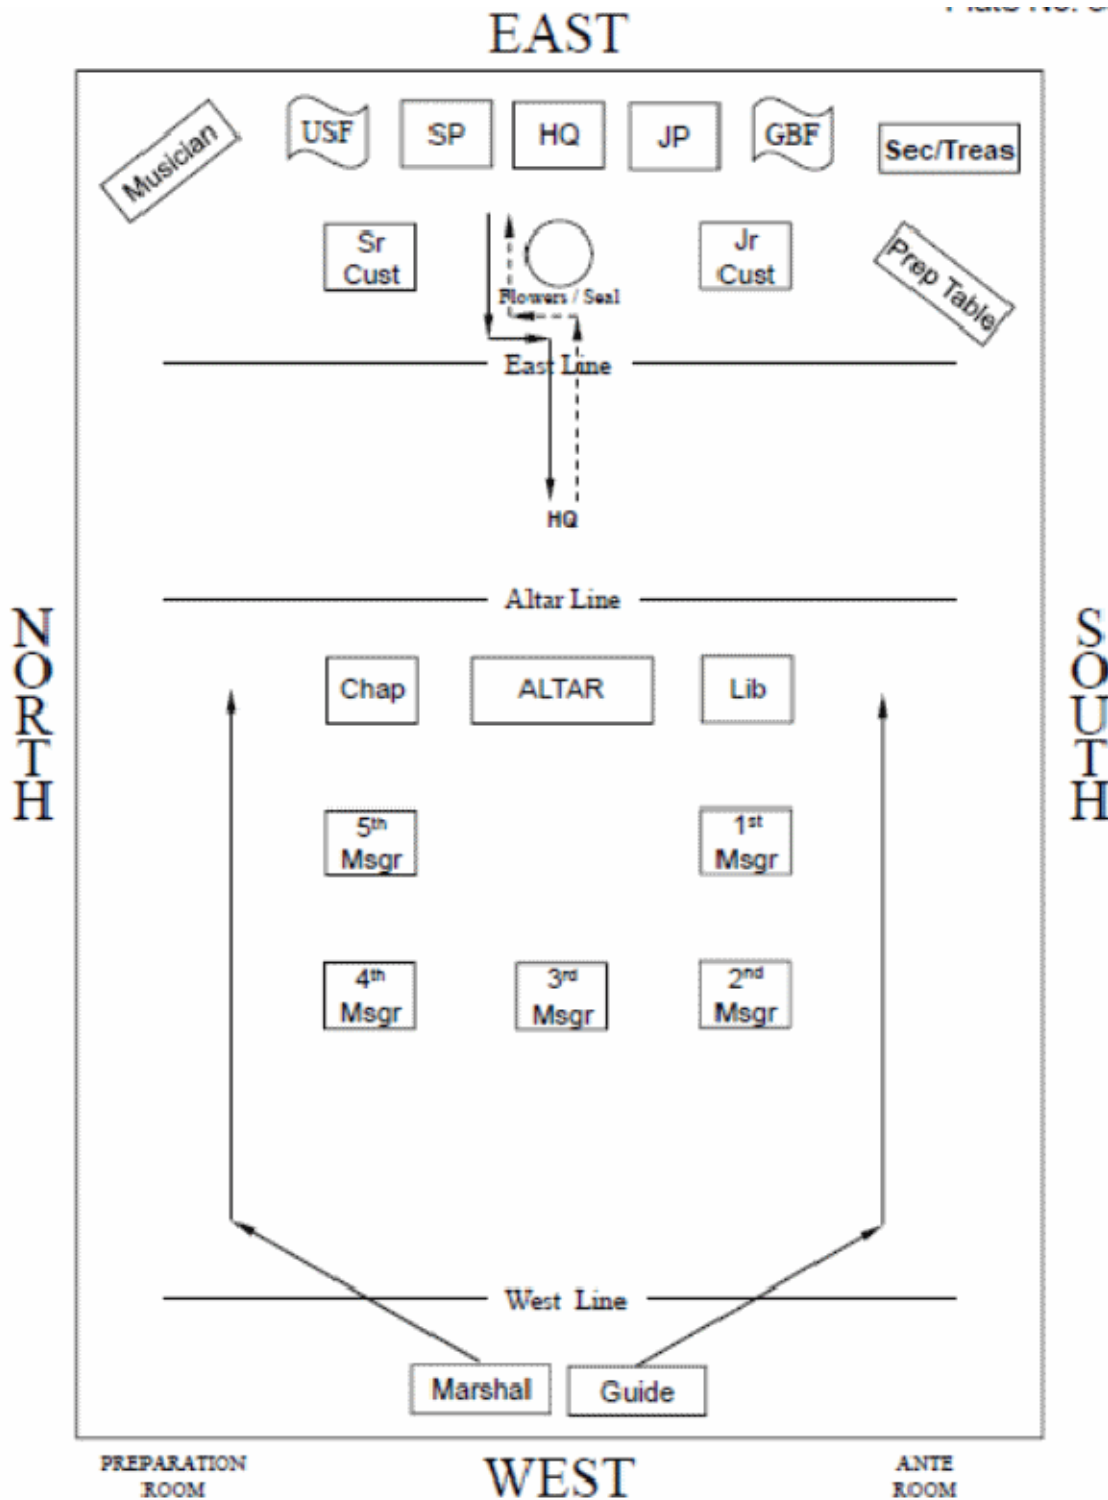 EAST
Musician
USF
SP
HQ
JP
GBF
Sec/Treas
Sr
Cust
Flowers / Seal
Jr
Cust
Prep Table
East Line
HQ
Altar Line
NORTH
SOUTH
Chap
ALTAR
Lib
5th
Msgr
1st
Msgr
4th
Msgr
3rd
Msgr
2nd
Msgr
West Line
Marshal
Guide
PREPARATION
ROOM
WEST
ANTE
ROOM